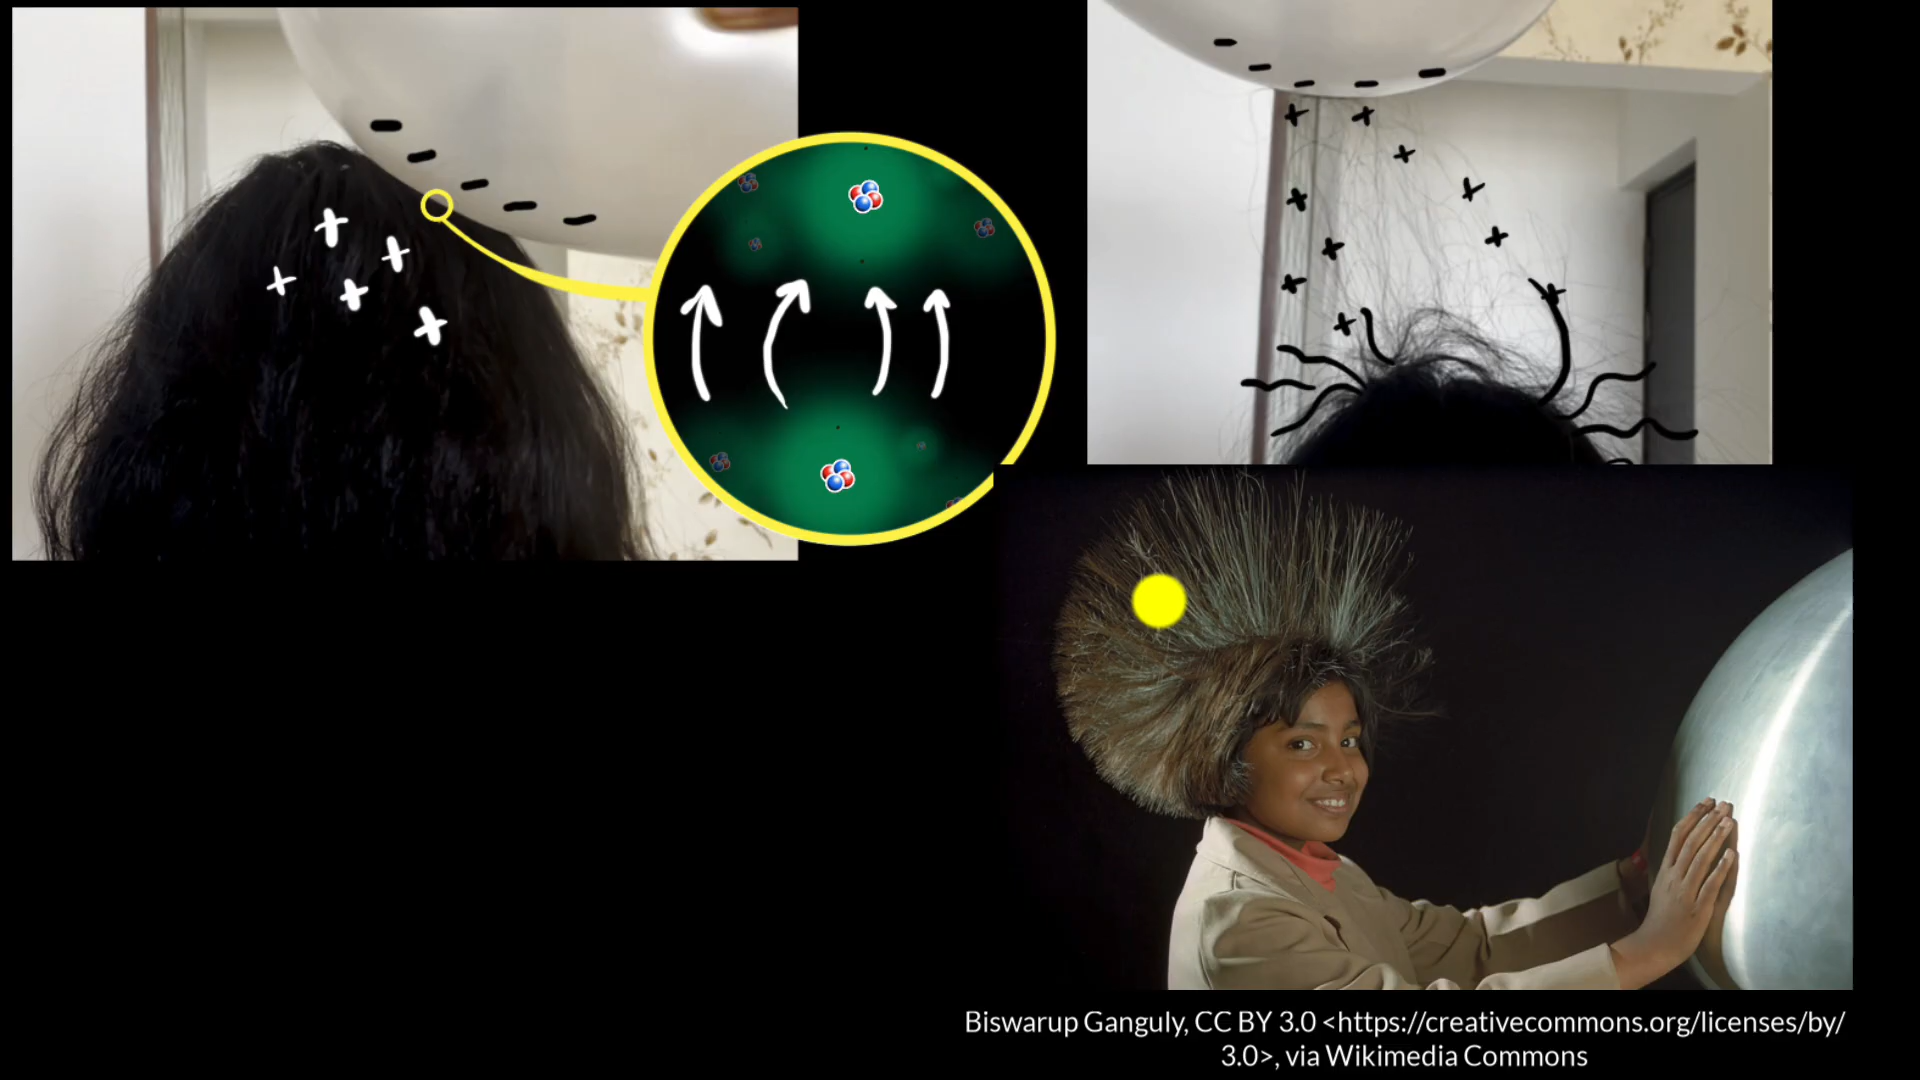 Biswarup Ganguly, CC BY 3.0 <https://creativecommons.org/licenses/by/
3.0>, via Wikimedia Commons